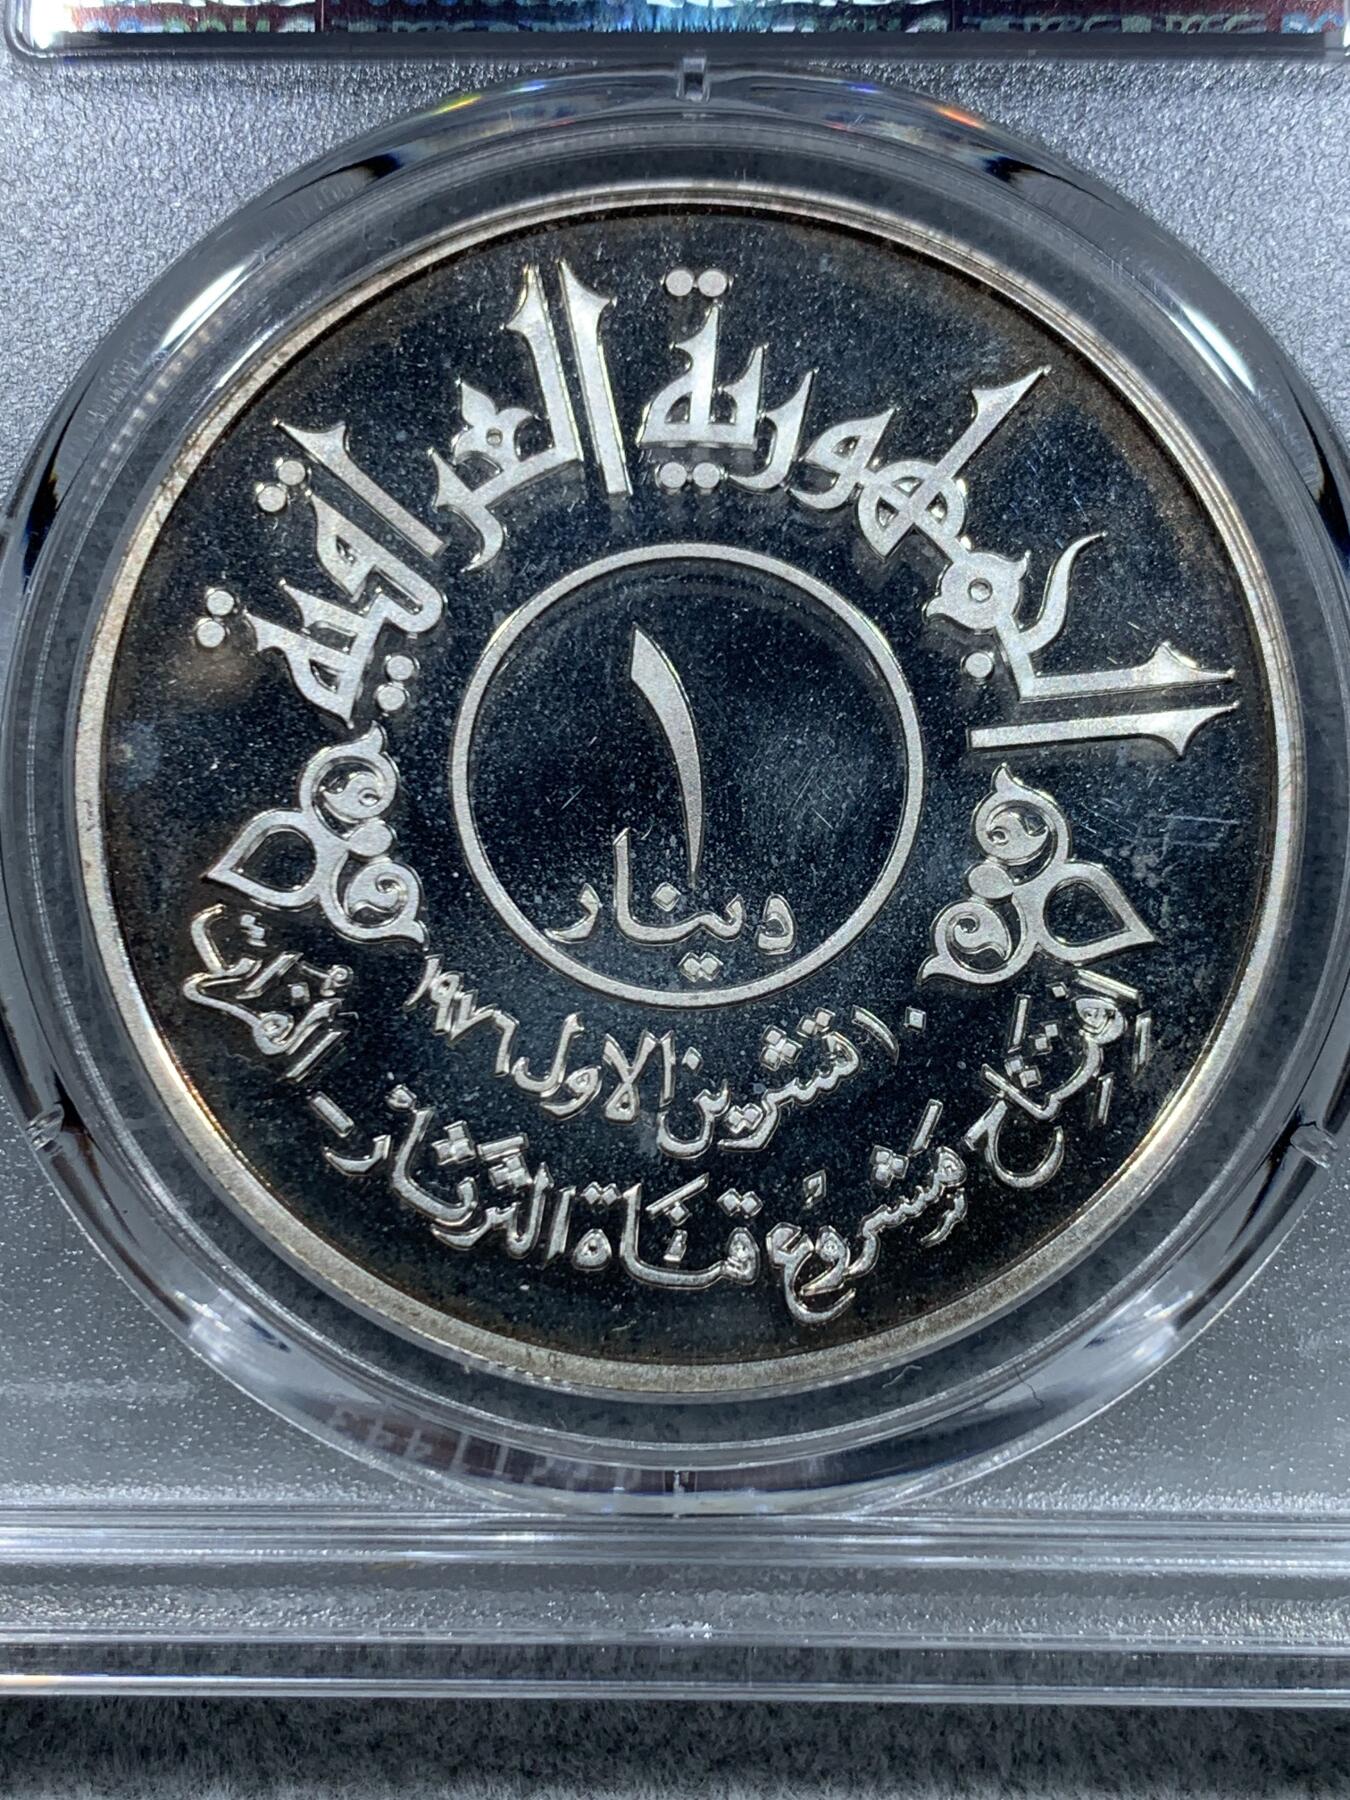 الجمهورية العراقية
١
دينار
١٠ تشرين الاول ١٩٧٦
افتتاح مشروع قناة الثرثار - الفرات